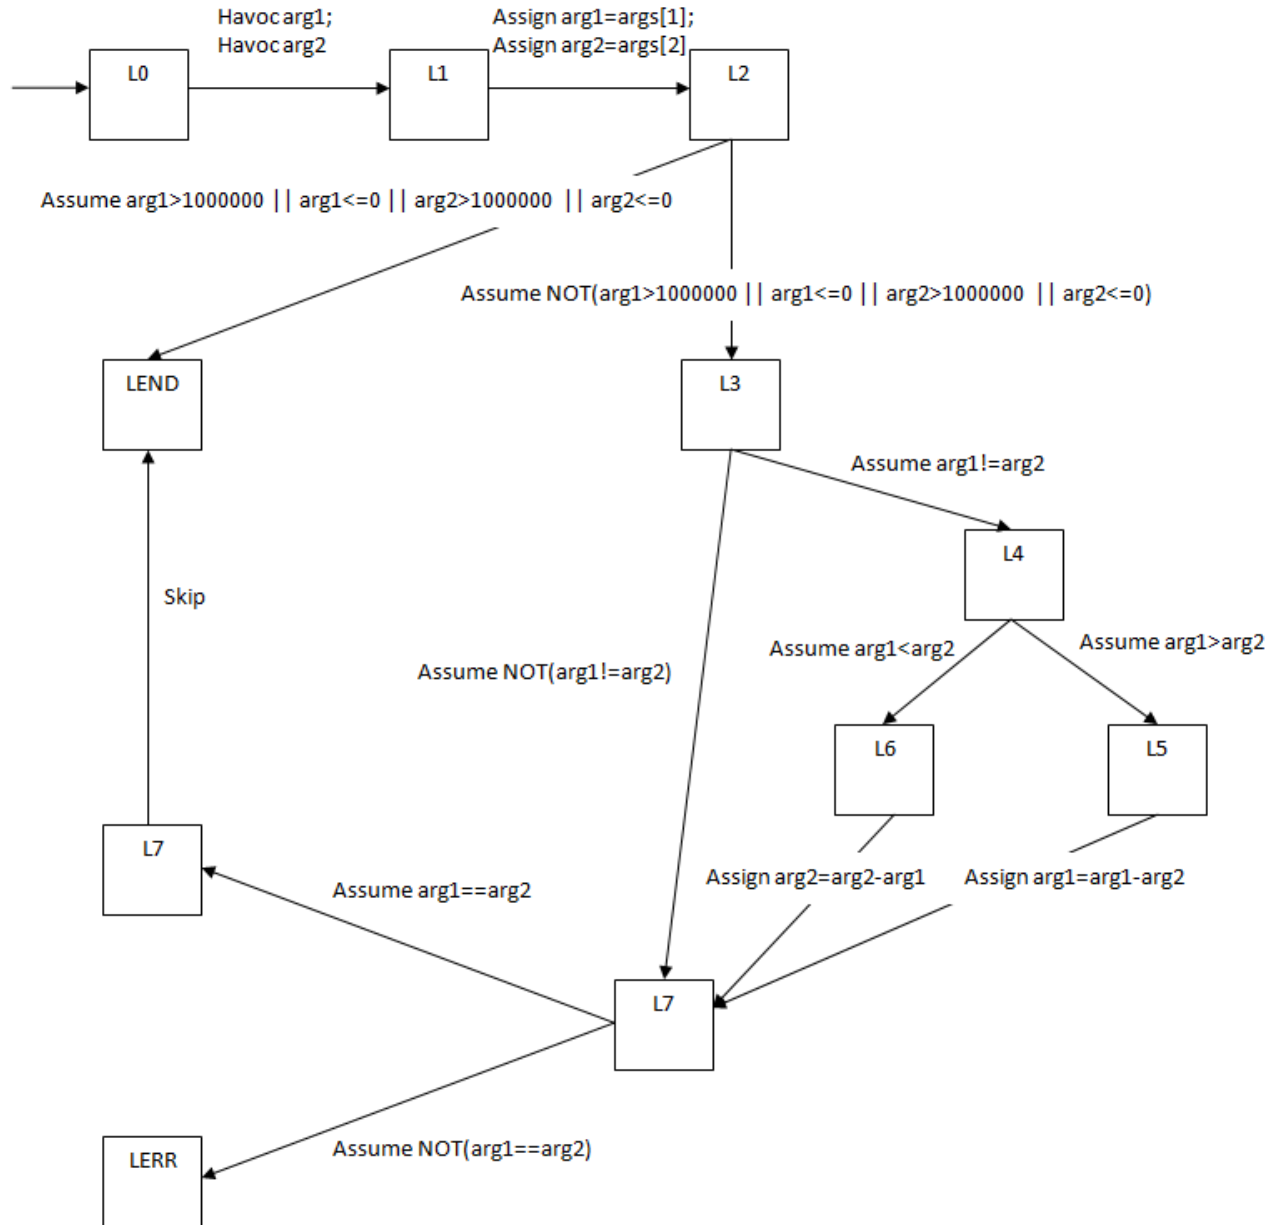 Havoc arg1;
Havoc arg2
Assign arg1=args[1];
Assign arg2=args[2]
L0
L1
L2
Assume arg1>1000000 || arg1<=0 || arg2>1000000 || arg2<=0
Assume NOT(arg1>1000000 || arg1<=0 || arg2>1000000 || arg2<=0)
LEND
L3
Assume arg1!=arg2
L4
Skip
Assume arg1<arg2
Assume arg1>arg2
Assume NOT(arg1!=arg2)
L6
L5
L7
Assume arg1==arg2
Assign arg2=arg2-arg1
Assign arg1=arg1-arg2
L7
Assume NOT(arg1==arg2)
LERR